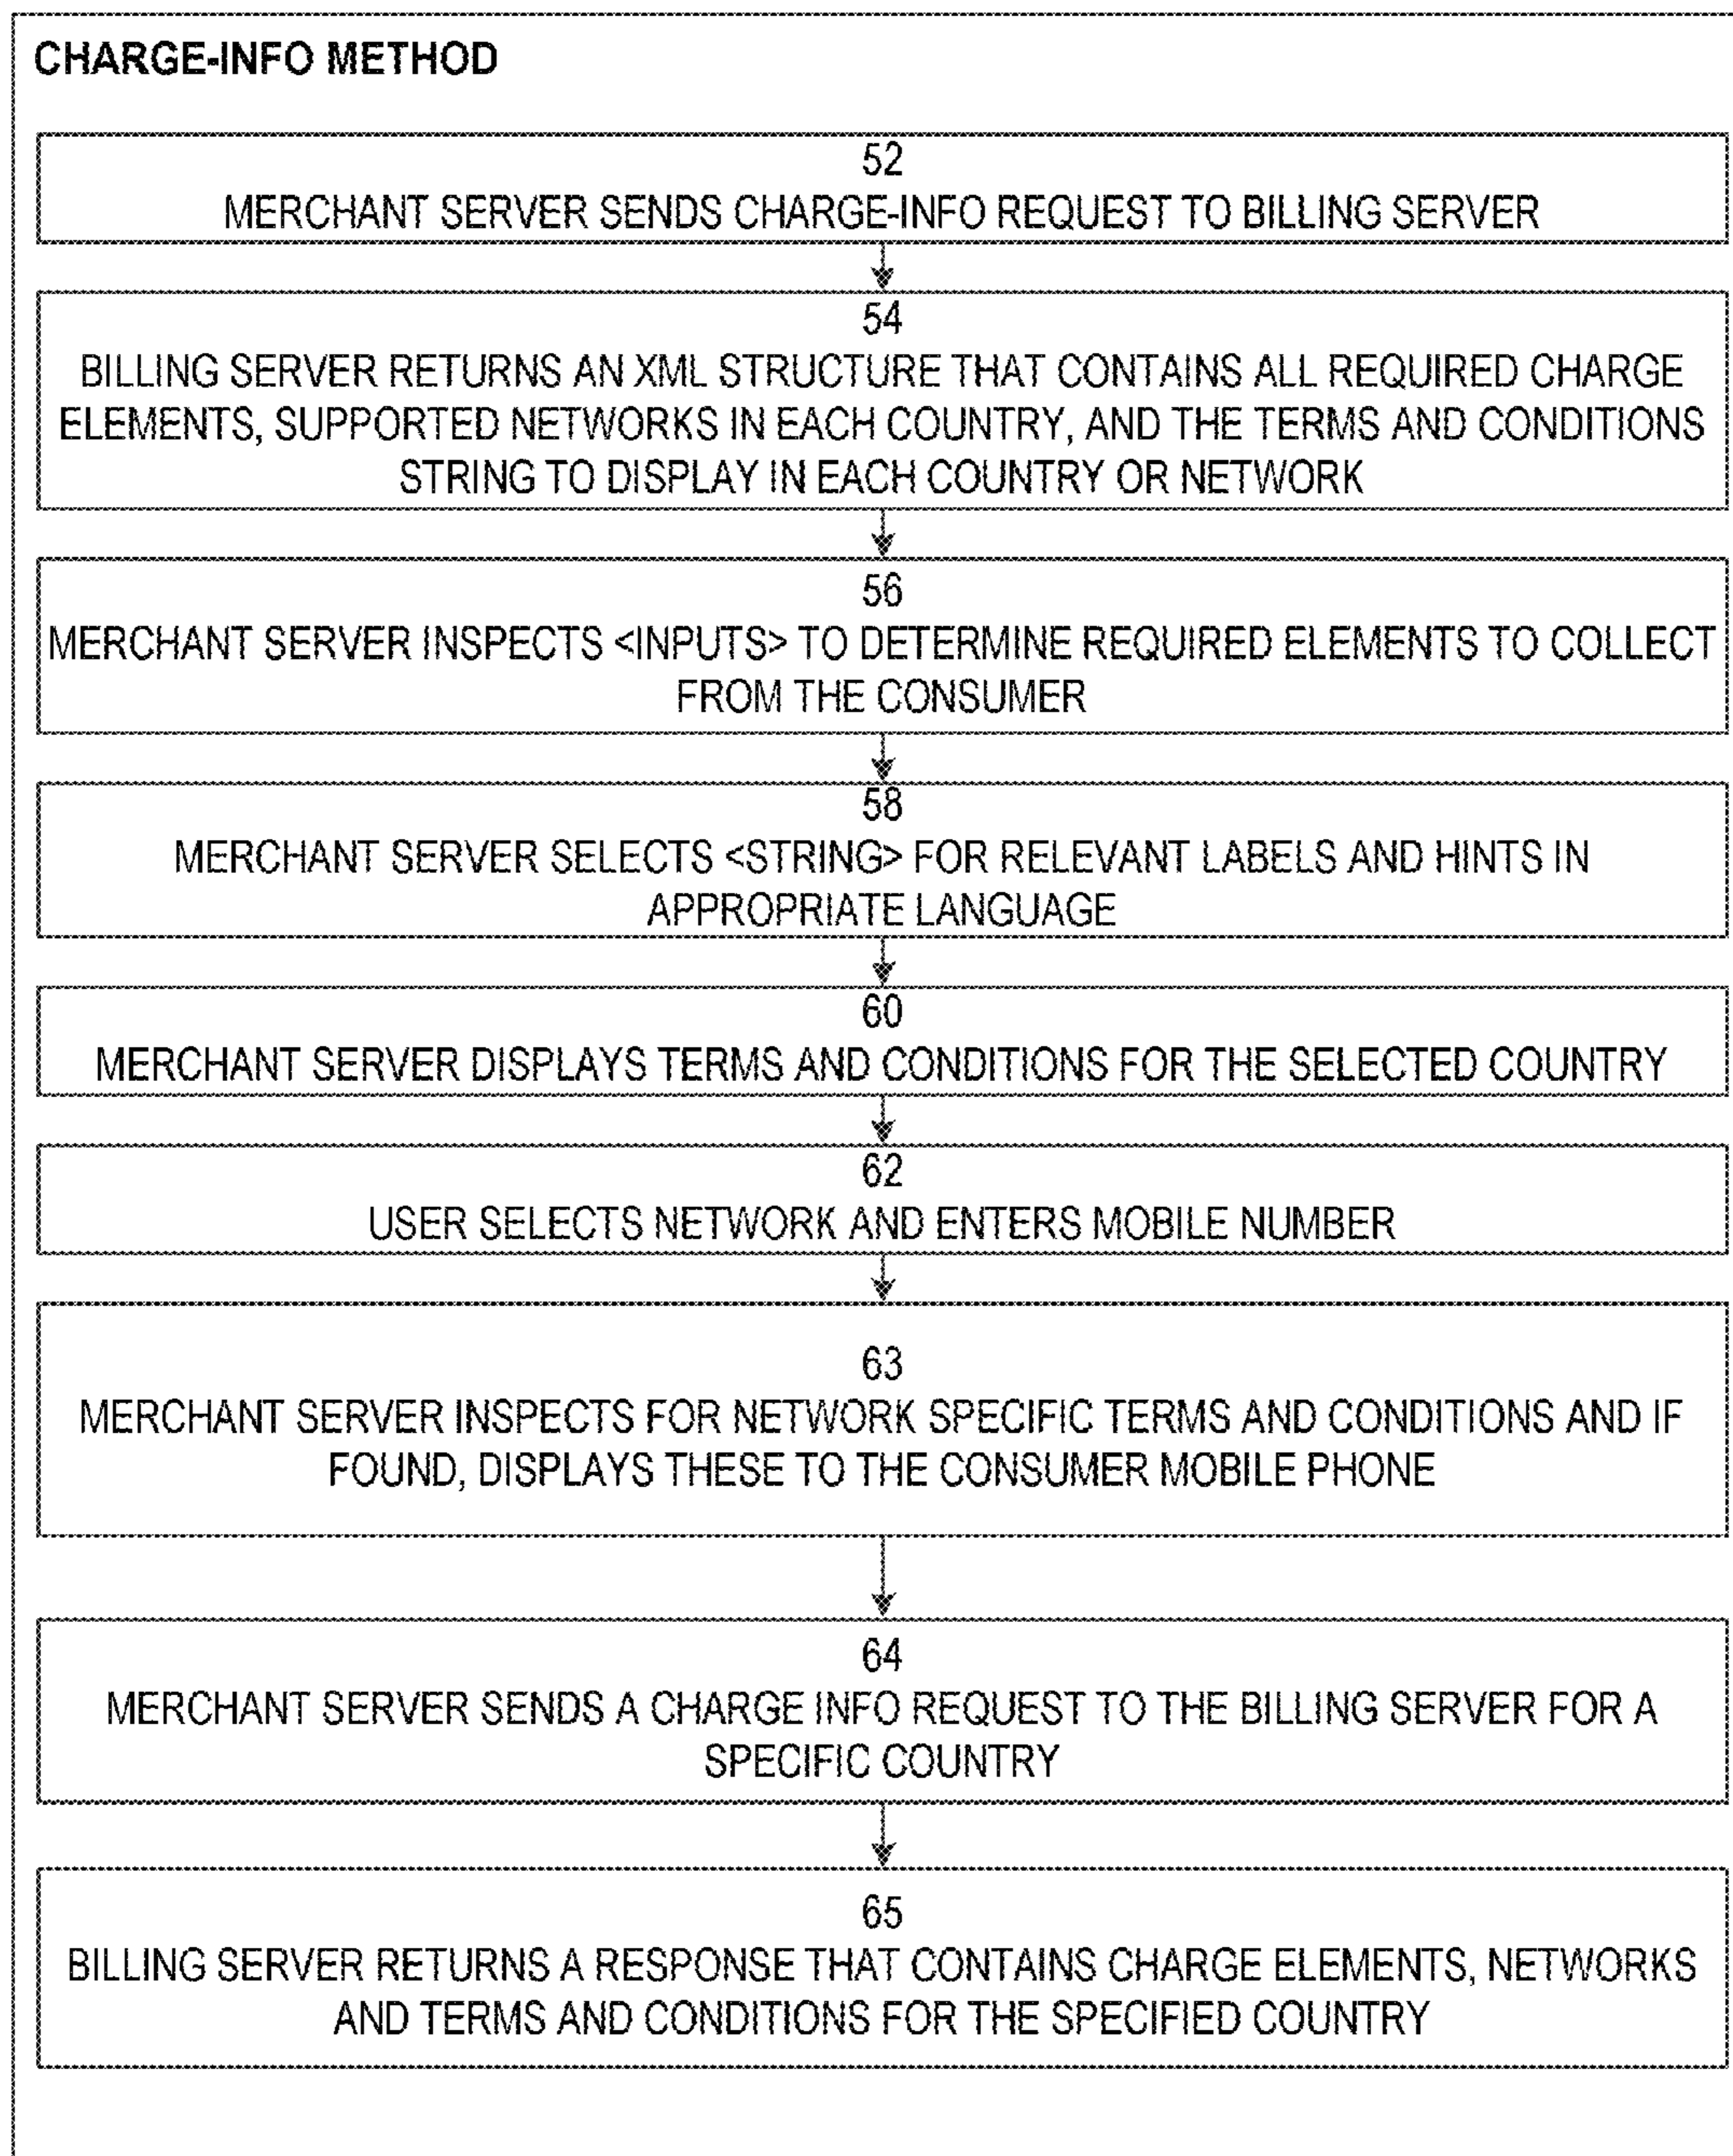 CHARGE-INFO METHOD
52
MERCHANT SERVER SENDS CHARGE-INFO REQUEST TO BILLING SERVER
54
BILLING SERVER RETURNS AN XML STRUCTURE THAT CONTAINS ALL REQUIRED CHARGE
ELEMENTS, SUPPORTED NETWORKS IN EACH COUNTRY, AND THE TERMS AND CONDITIONS
STRING TO DISPLAY IN EACH COUNTRY OR NETWORK
56
MERCHANT SERVER INSPECTS <INPUTS> TO DETERMINE REQUIRED ELEMENTS TO COLLECT
FROM THE CONSUMER
58
MERCHANT SERVER SELECTS <STRING> FOR RELEVANT LABELS AND HINTS IN
APPROPRIATE LANGUAGE
60
MERCHANT SERVER DISPLAYS TERMS AND CONDITIONS FOR THE SELECTED COUNTRY
62
USER SELECTS NETWORK AND ENTERS MOBILE NUMBER
63
MERCHANT SERVER INSPECTS FOR NETWORK SPECIFIC TERMS AND CONDITIONS AND IF
FOUND, DISPLAYS THESE TO THE CONSUMER MOBILE PHONE
64
MERCHANT SERVER SENDS A CHARGE INFO REQUEST TO THE BILLING SERVER FOR A
SPECIFIC COUNTRY
65
BILLING SERVER RETURNS A RESPONSE THAT CONTAINS CHARGE ELEMENTS, NETWORKS
AND TERMS AND CONDITIONS FOR THE SPECIFIED COUNTRY